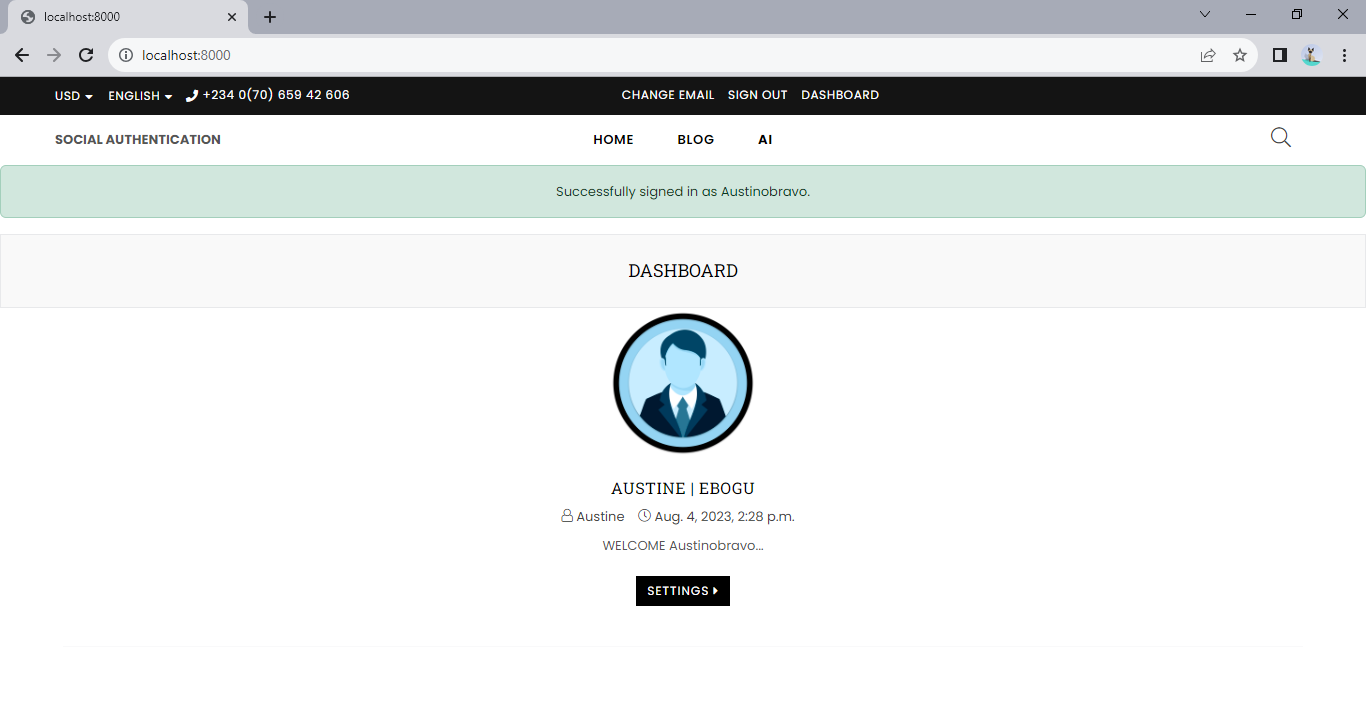 localhost:8000
localhost:8000
USD ENGLISH +234 0(70) 659 42 606 CHANGE EMAIL SIGN OUT DASHBOARD
SOCIAL AUTHENTICATION HOME BLOG AI
Successfully signed in as Austinobravo.
DASHBOARD
AUSTINE | EBOGU
Austine Aug. 4, 2023, 2:28 p.m.
WELCOME Austinobravo...
SETTINGS